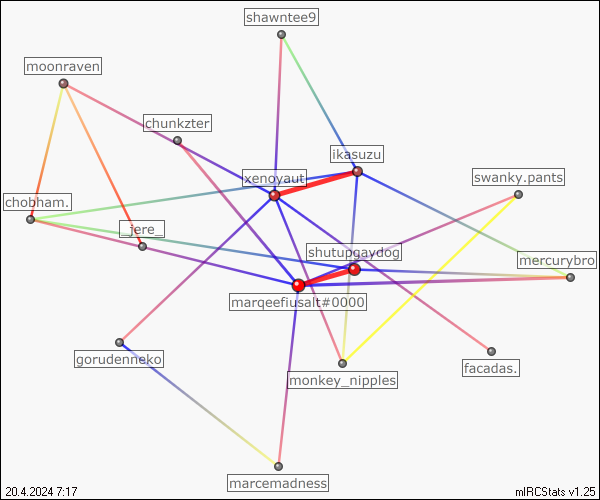 shawntee9
moonraven
chunkzter
ikasuzu
xenoyaut
swanky.pants
chobham.
_jere_
shutupgaydog
mercurybro
marqeefiusalt#0000
gorudenneko
facadas.
monkey_nipples
marcemadness
20.4.2024 7:17
mIRCStats v1.25